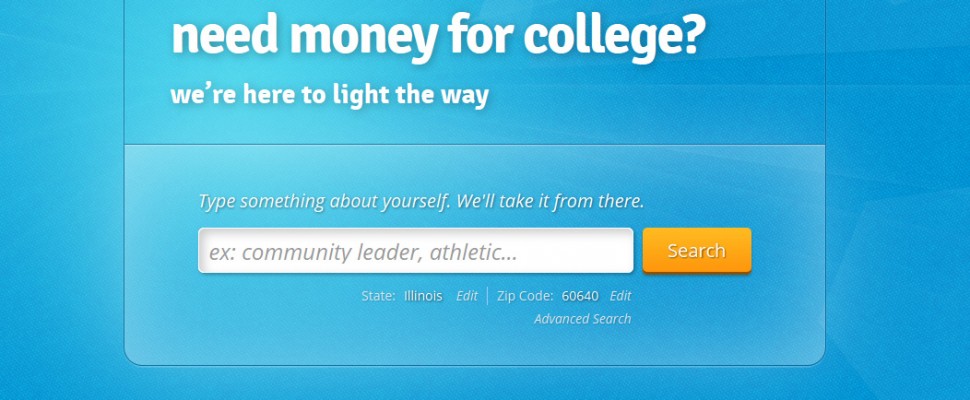 need money for college?
we're here to light the way
Type something about yourself. We'll take it from there.
ex: community leader, athletic...
Search
State: Illinois Edit | Zip Code: 60640 Edit
Advanced Search